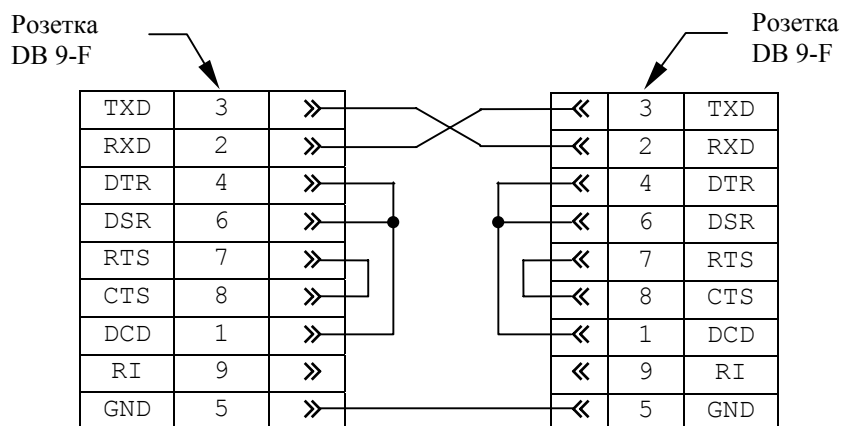 Розетка
DB 9-F
Розетка
DB 9-F
TXD 3 3 TXD
RXD 2 2 RXD
DTR 4 4 DTR
DSR 6 6 DSR
RTS 7 7 RTS
CTS 8 8 CTS
DCD 1 1 DCD
RI 9 9 RI
GND 5 5 GND